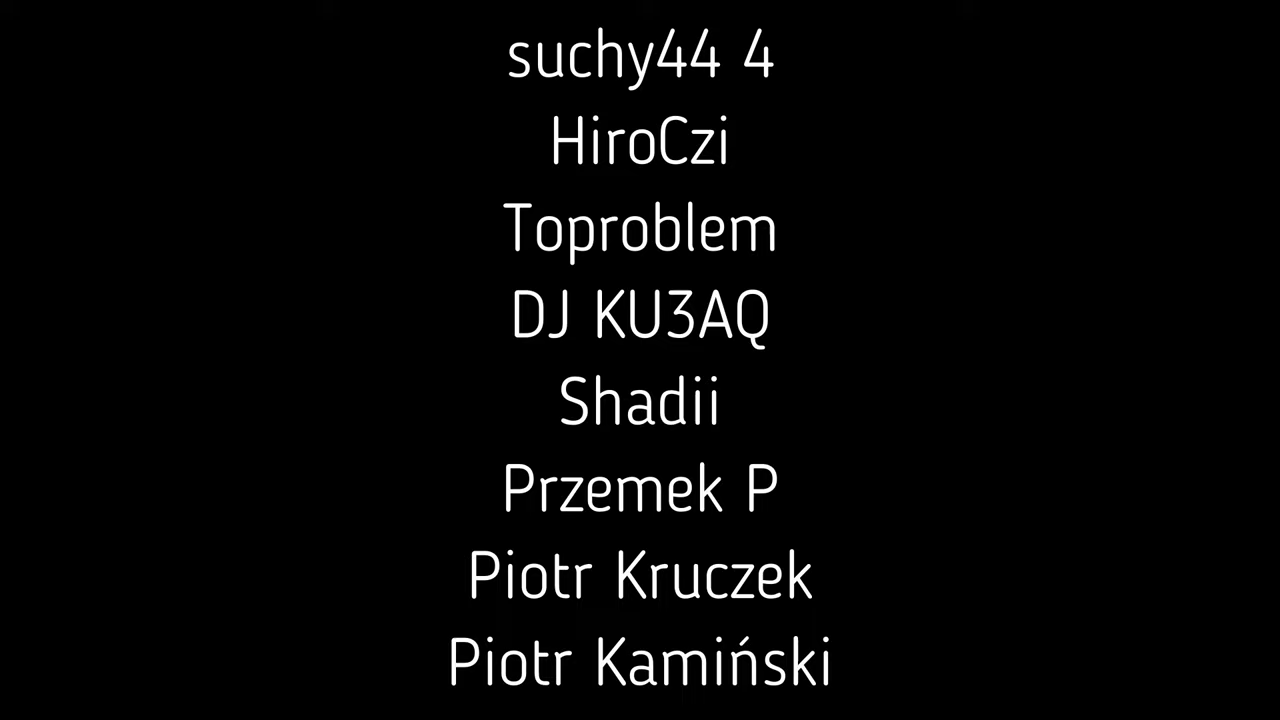 suchy44 4
HiroCzi
Toproblem
DJ KU3AQ
Shadii
Przemek P
Piotr Kruczek
Piotr Kamiński